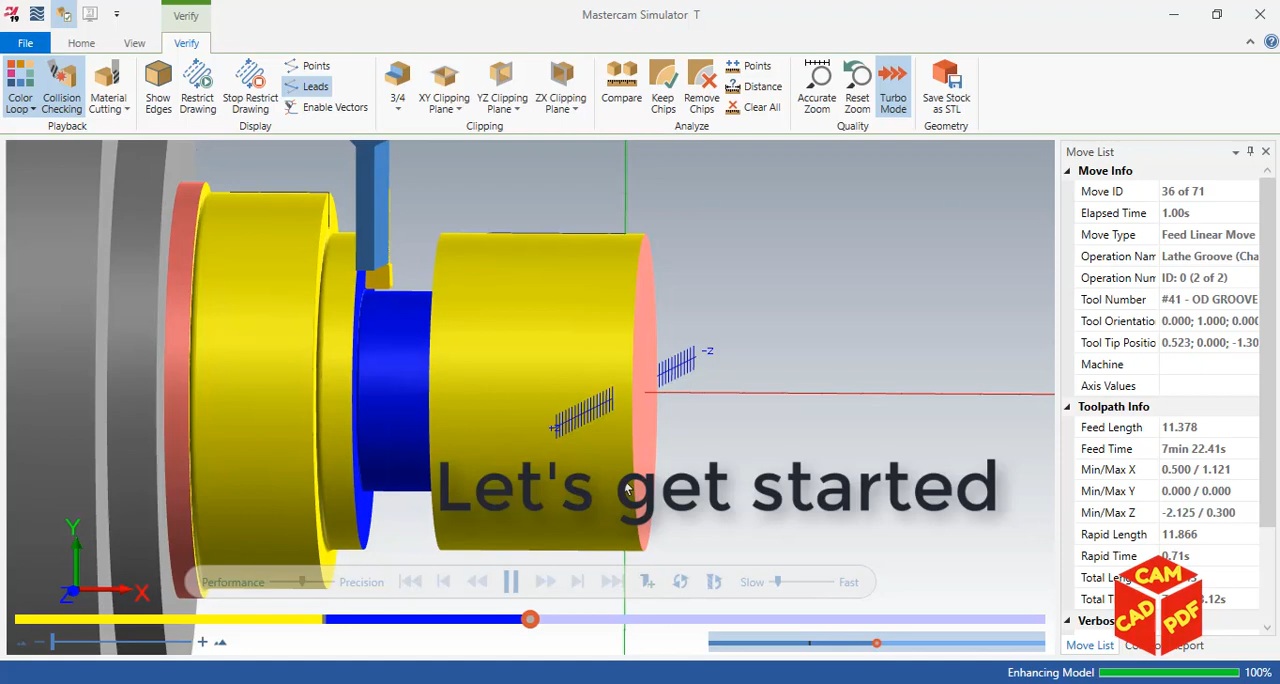 19
Verify
Mastercam Simulator T
File
Home
View
Verify
Color Loop
Collision Checking
Material Cutting
Show Edges
Restrict Drawing
Stop Restrict Drawing
Points
Leads
Enable Vectors
3/4
XY Clipping Plane
YZ Clipping Plane
ZX Clipping Plane
Compare
Keep Chips
Remove Chips
Points
Distance
Clear All
Accurate Zoom
Reset Zoom
Turbo Mode
Save Stock as STL
Playback
Display
Clipping
Analyze
Quality
Geometry
Move List
Move Info
Move ID 36 of 71
Elapsed Time 1.00s
Move Type Feed Linear Move
Operation Nam Lathe Groove (Cha
Operation Num ID: 0 (2 of 2)
Tool Number #41 - OD GROOVE
Tool Orientatio 0.000; 1.000; 0.000
Tool Tip Positio 0.523; 0.000; -1.30
Machine
Axis Values
Toolpath Info
Feed Length 11.378
Feed Time 7min 22.41s
Min/Max X 0.500 / 1.121
Min/Max Y 0.000 / 0.000
Min/Max Z -2.125 / 0.300
Rapid Length 11.866
Rapid Time 0.71s
Verbos
Move List
-Z
+Z
Let's get started
Y
Z
X
Performance
Precision
Slow
Fast
CAM
CAD
PDF
Enhancing Model
100%